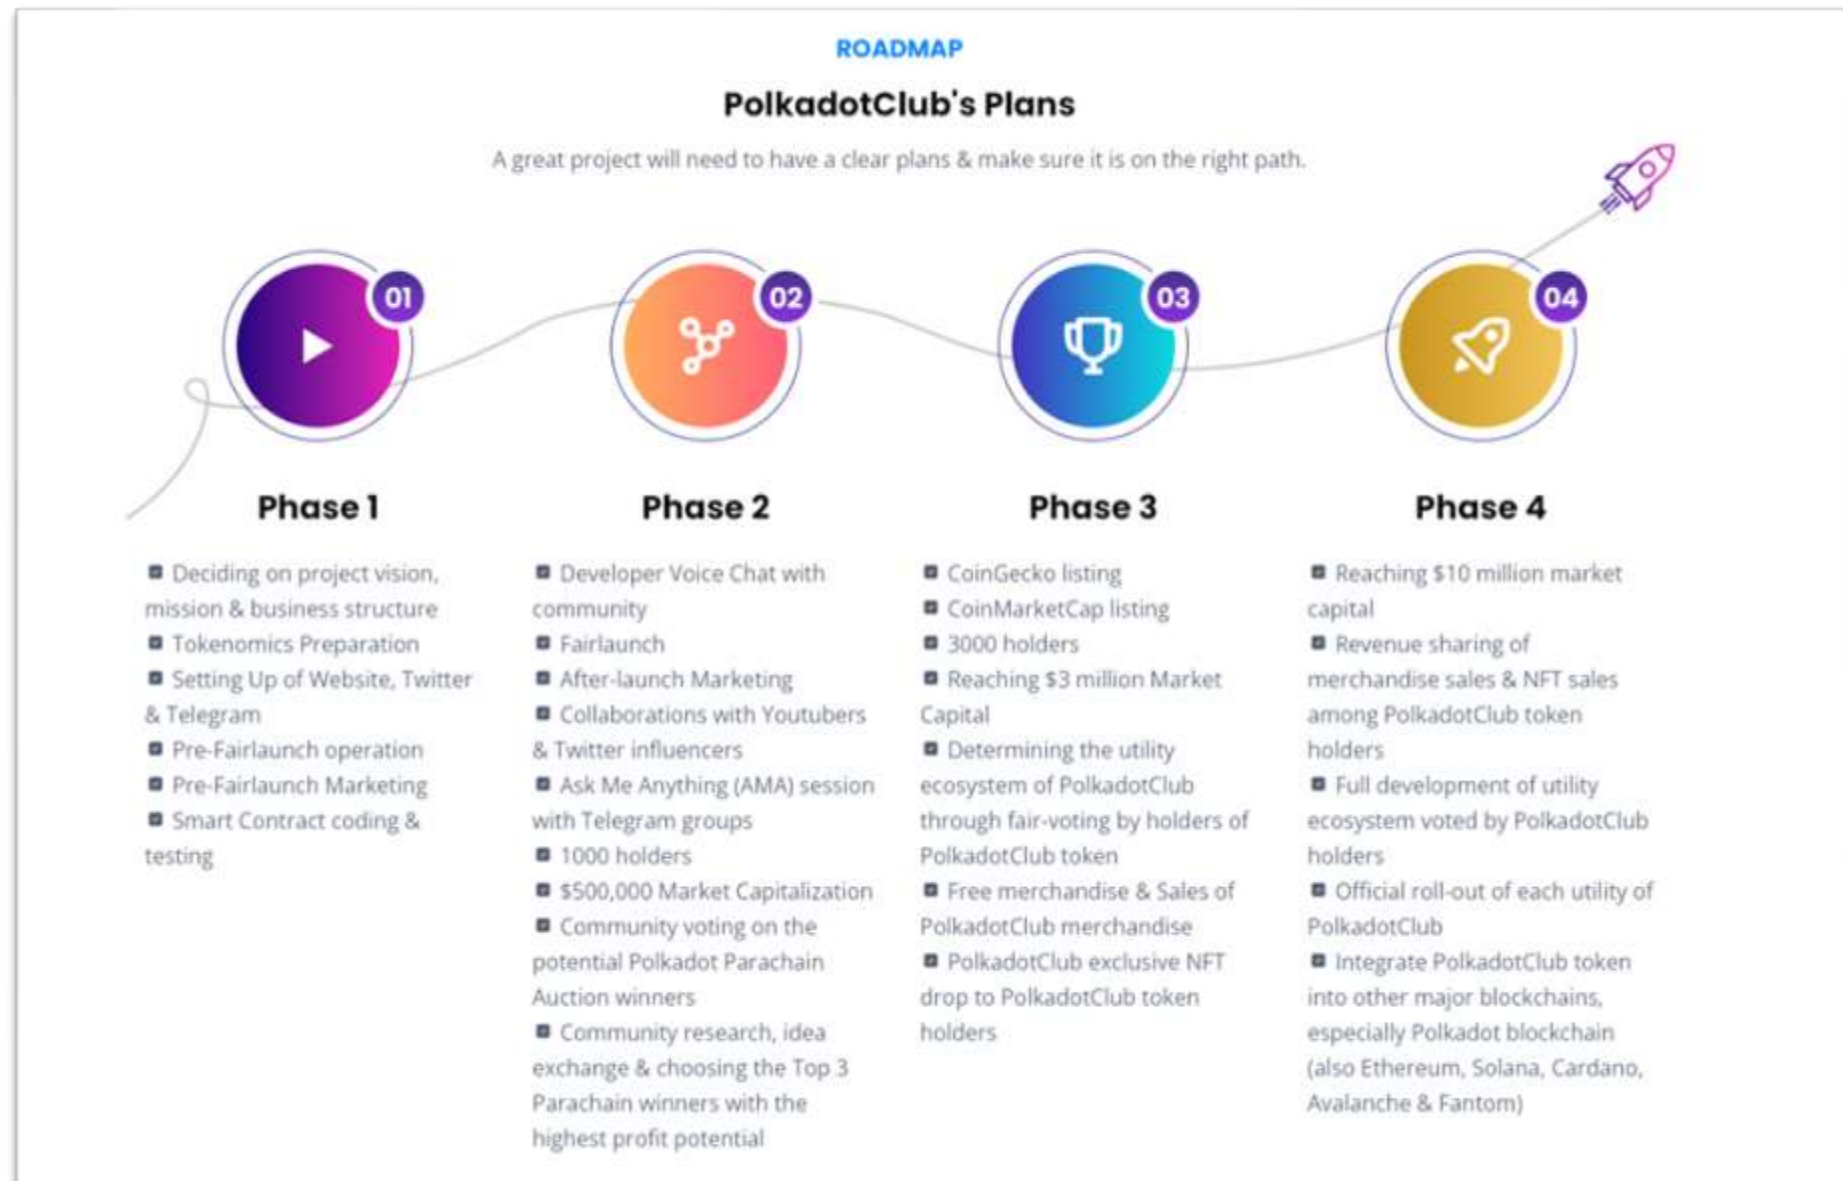 ROADMAP
PolkadotClub's Plans
A great project will need to have a clear plans & make sure it is on the right path.
01
02
03
04
Phase 1
Deciding on project vision,
mission & business structure
Tokenomics Preparation
Setting Up of Website, Twitter
& Telegram
Pre-Fairlaunch operation
Pre-Fairlaunch Marketing
Smart Contract coding &
testing
Phase 2
Developer Voice Chat with
community
Fairlaunch
After-launch Marketing
Collaborations with Youtubers
& Twitter influencers
Ask Me Anything (AMA) session
with Telegram groups
1000 holders
$500,000 Market Capitalization
Community voting on the
potential Polkadot Parachain
Auction winners
Community research, idea
exchange & choosing the Top 3
Parachain winners with the
highest profit potential
Phase 3
CoinGecko listing
CoinMarketCap listing
3000 holders
Reaching $3 million Market
Capital
Determining the utility
ecosystem of PolkadotClub
through fair-voting by holders of
PolkadotClub token
Free merchandise & Sales of
PolkadotClub merchandise
PolkadotClub exclusive NFT
drop to PolkadotClub token
holders
Phase 4
Reaching $10 million market
capital
Revenue sharing of
merchandise sales & NFT sales
among PolkadotClub token
holders
Full development of utility
ecosystem voted by PolkadotClub
holders
Official roll-out of each utility of
PolkadotClub
Integrate PolkadotClub token
into other major blockchains,
especially Polkadot blockchain
(also Ethereum, Solana, Cardano,
Avalanche & Fantom)